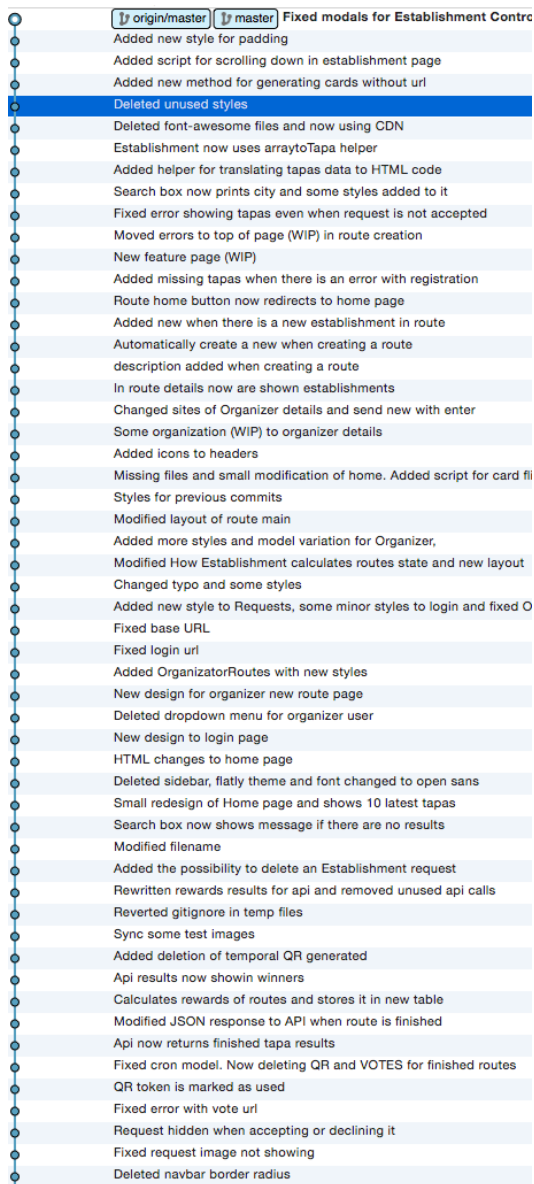 origin/master master Fixed modals for Establishment Contro
Added new style for padding
Added script for scrolling down in establishment page
Added new method for generating cards without url
Deleted unused styles
Deleted font-awesome files and now using CDN
Establishment now uses arraytoTapa helper
Added helper for translating tapas data to HTML code
Search box now prints city and some styles added to it
Fixed error showing tapas even when request is not accepted
Moved errors to top of page (WIP) in route creation
New feature page (WIP)
Added missing tapas when there is an error with registration
Route home button now redirects to home page
Added new when there is a new establishment in route
Automatically create a new when creating a route
description added when creating a route
In route details now are shown establishments
Changed sites of Organizer details and send new with enter
Some organization (WIP) to organizer details
Added icons to headers
Missing files and small modification of home. Added script for card fli
Styles for previous commits
Modified layout of route main
Added more styles and model variation for Organizer,
Modified How Establishment calculates routes state and new layout
Changed typo and some styles
Added new style to Requests, some minor styles to login and fixed O
Fixed base URL
Fixed login url
Added OrganizatorRoutes with new styles
New design for organizer new route page
Deleted dropdown menu for organizer user
New design to login page
HTML changes to home page
Deleted sidebar, flatly theme and font changed to open sans
Small redesign of Home page and shows 10 latest tapas
Search box now shows message if there are no results
Modified filename
Added the possibility to delete an Establishment request
Rewritten rewards results for api and removed unused api calls
Reverted gitignore in temp files
Sync some test images
Added deletion of temporal QR generated
Api results now showin winners
Calculates rewards of routes and stores it in new table
Modified JSON response to API when route is finished
Api now returns finished tapa results
Fixed cron model. Now deleting QR and VOTES for finished routes
QR token is marked as used
Fixed error with vote url
Request hidden when accepting or declining it
Fixed request image not showing
Deleted navbar border radius